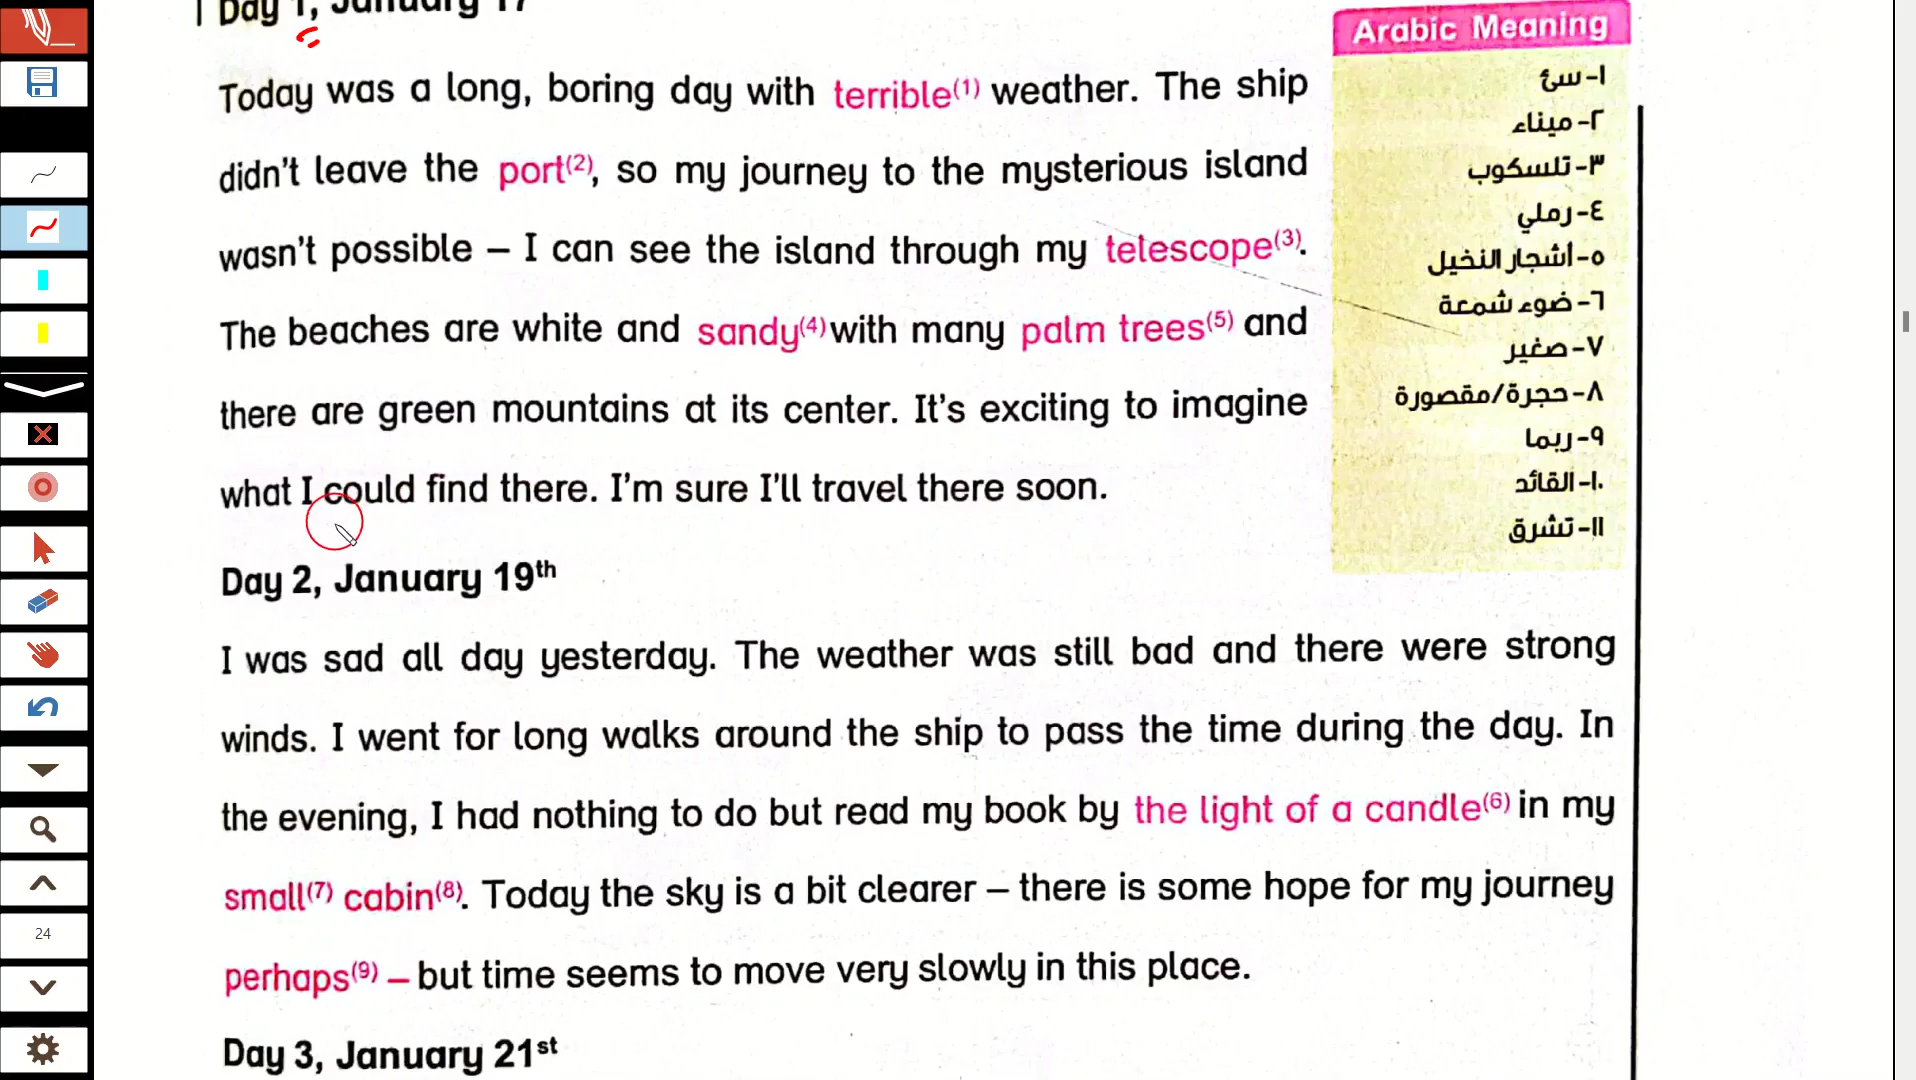 Day 1, January 17
Today was a long, boring day with terrible(1) weather. The ship
didn't leave the port(2), so my journey to the mysterious island
wasn't possible – I can see the island through my telescope(3).
The beaches are white and sandy(4) with many palm trees(5) and
there are green mountains at its center. It's exciting to imagine
what I could find there. I'm sure I'll travel there soon.
Arabic Meaning
١- سئ
٢- ميناء
٣- تلسكوب
٤- رملي
٥- أشجار النخيل
٦- ضوء شمعة
٧- صغير
٨- حجرة/مقصورة
٩- ربما
١٠- القائد
١١- تشرق
Day 2, January 19th
I was sad all day yesterday. The weather was still bad and there were strong
winds. I went for long walks around the ship to pass the time during the day. In
the evening, I had nothing to do but read my book by the light of a candle(6) in my
small(7) cabin(8). Today the sky is a bit clearer – there is some hope for my journey
perhaps(9) – but time seems to move very slowly in this place.
Day 3, January 21st
24